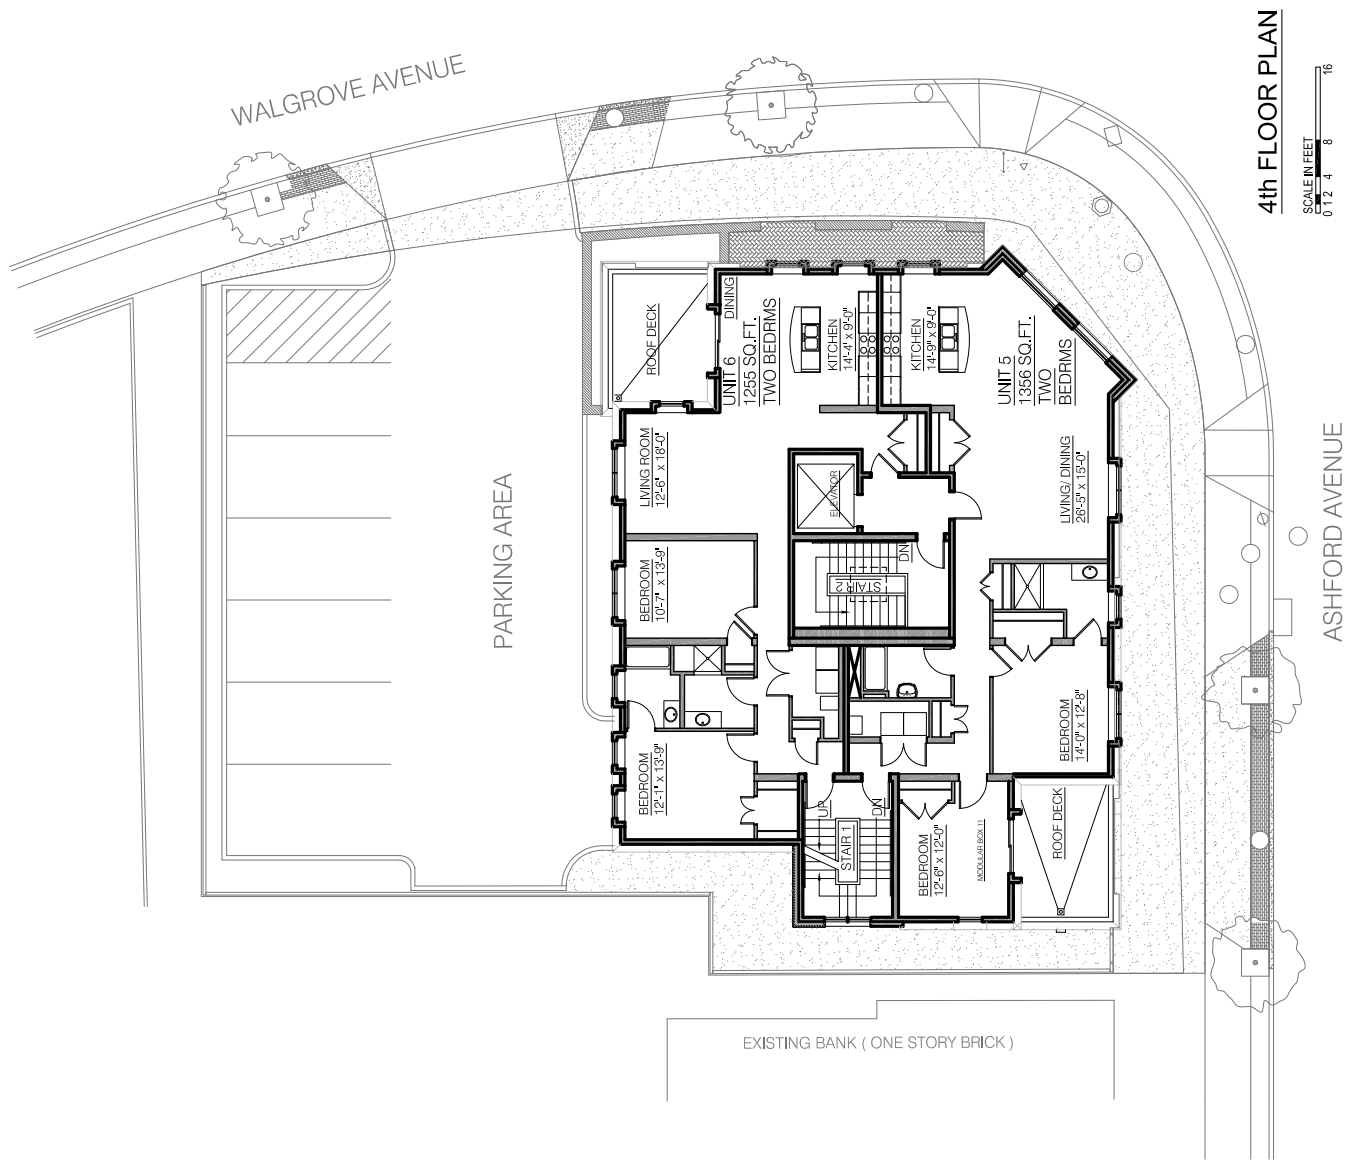 WALGROVE AVENUE
4th FLOOR PLAN
SCALE IN FEET
0 1 2 4 8 16
PARKING AREA
ROOF DECK
DINING
UNIT 6
1255 SQ.FT.
TWO BEDRMS
KITCHEN
14'-4" x 9'-0"
KITCHEN
14'-9" x 9'-0"
UNIT 5
1356 SQ.FT.
TWO
BEDRMS
LIVING ROOM
12'-6" x 18'-0"
ELEVATOR
LIVING/ DINING
26'-5" x 15'-0"
BEDROOM
10'-7" x 13'-9"
STAIR 2
DN
BEDROOM
12'-1" x 13'-9"
BEDROOM
14'-0" x 12'-8"
UP
STAIR 1
DN
BEDROOM
12'-6" x 12'-0"
MODULAR BOX 11
ROOF DECK
ASHFORD AVENUE
EXISTING BANK ( ONE STORY BRICK )